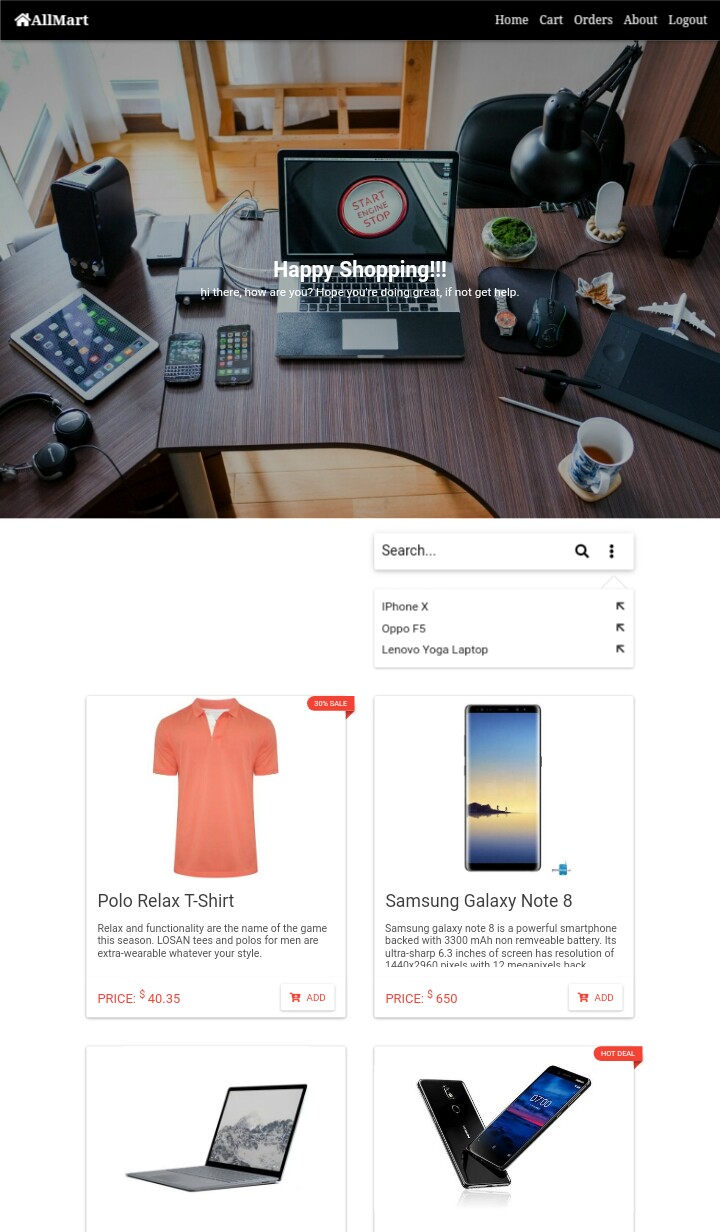 AllMart
Home Cart Orders About Logout
START
ENGINE
STOP
Happy Shopping!!!
hi there, how are you? Hope you're doing great, if not get help.
Search...
IPhone X
Oppo F5
Lenovo Yoga Laptop
30% SALE
Polo Relax T-Shirt
Relax and functionality are the name of the game
this season. LOSAN tees and polos for men are
extra-wearable whatever your style.
PRICE: $ 40.35
ADD
Samsung Galaxy Note 8
Samsung galaxy note 8 is a powerful smartphone
backed with 3300 mAh non remveable battery. Its
ultra-sharp 6.3 inches of screen has resolution of
1440x2960 pixels with 12 megapixels back
PRICE: $ 650
ADD
HOT DEAL
07:00